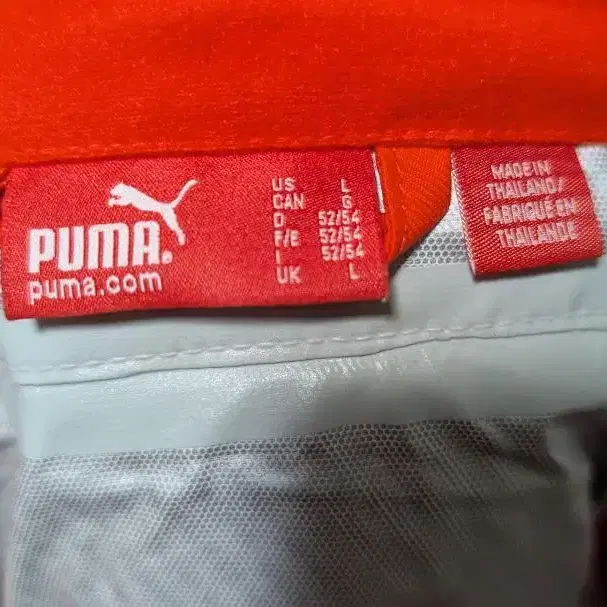 PUMA.
puma.com
US L
CAN G
D 52/54
F/E 52/54
I 52/54
UK L
MADE IN
THAILAND/
FABRIQUÉ EN
THAILANDE